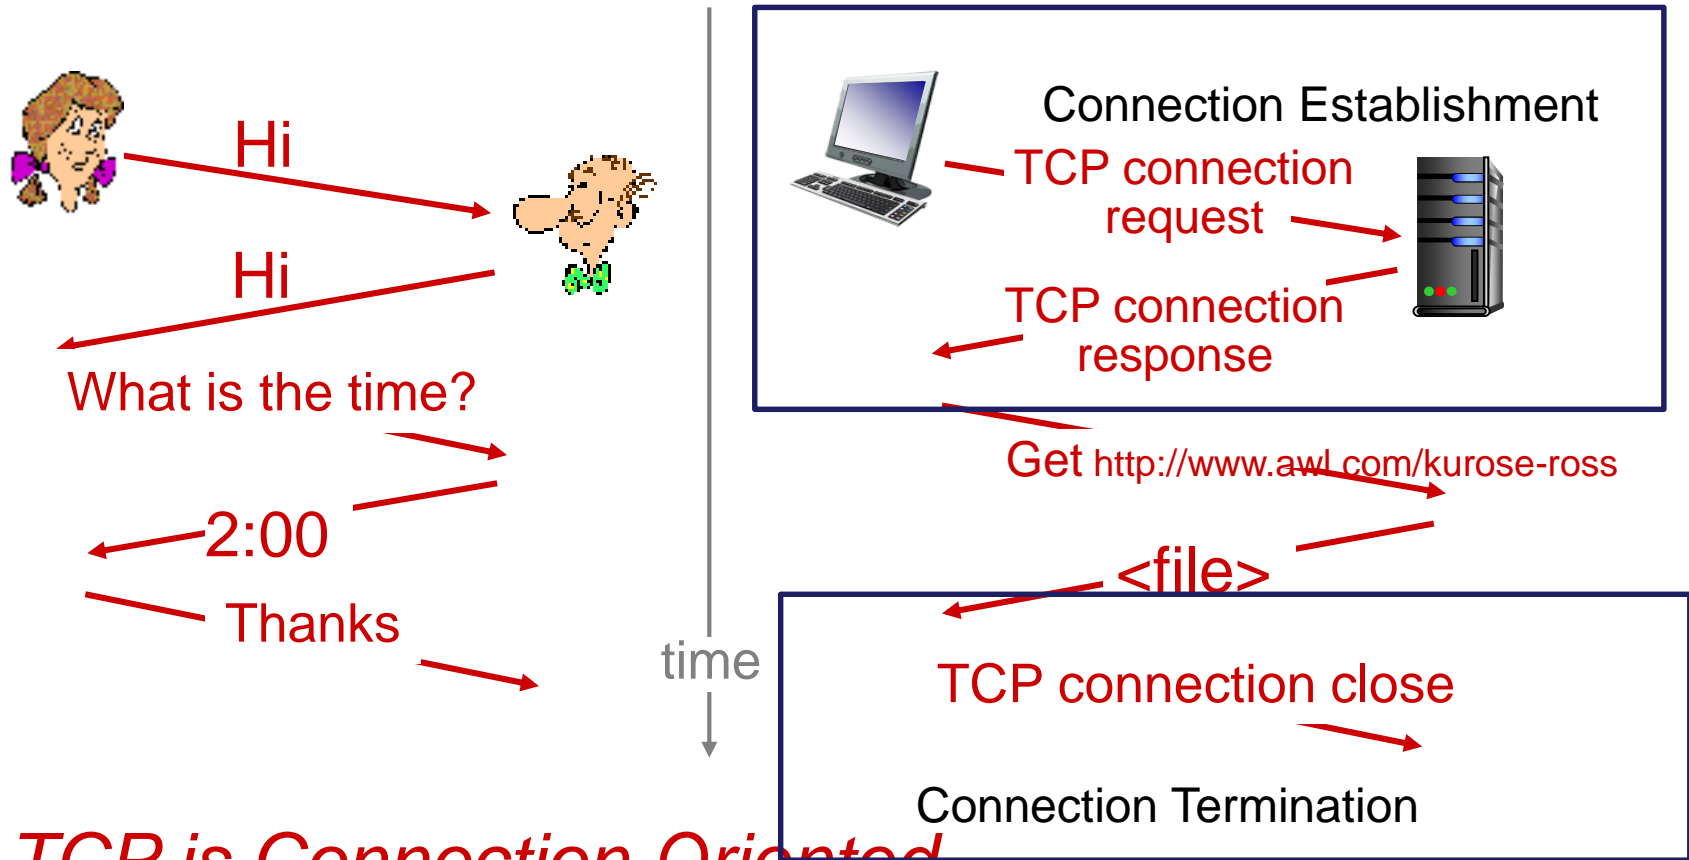 Hi
Hi
What is the time?
2:00
Thanks
time
Connection Establishment
TCP connection
request
TCP connection
response
Get http://www.awl.com/kurose-ross
<file>
TCP connection close
Connection Termination
TCP is Connection Oriented